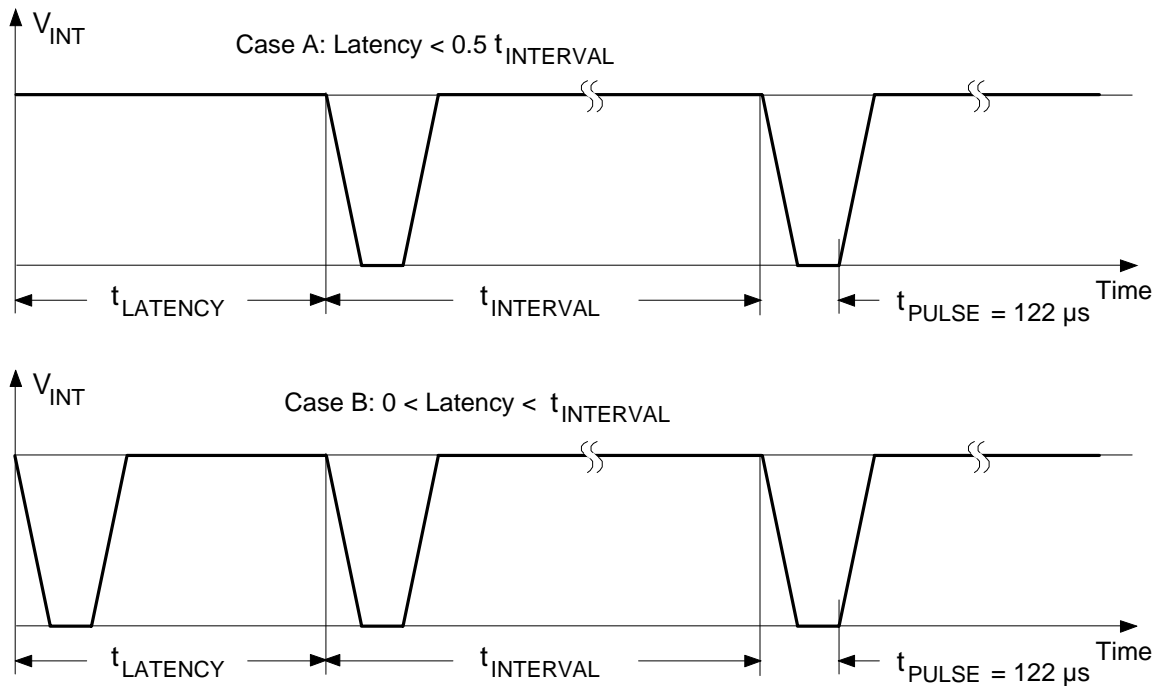 V_INT
Case A: Latency < 0.5 t_INTERVAL
t_LATENCY
t_INTERVAL
t_PULSE = 122 µs
Time
V_INT
Case B: 0 < Latency < t_INTERVAL
t_LATENCY
t_INTERVAL
t_PULSE = 122 µs
Time